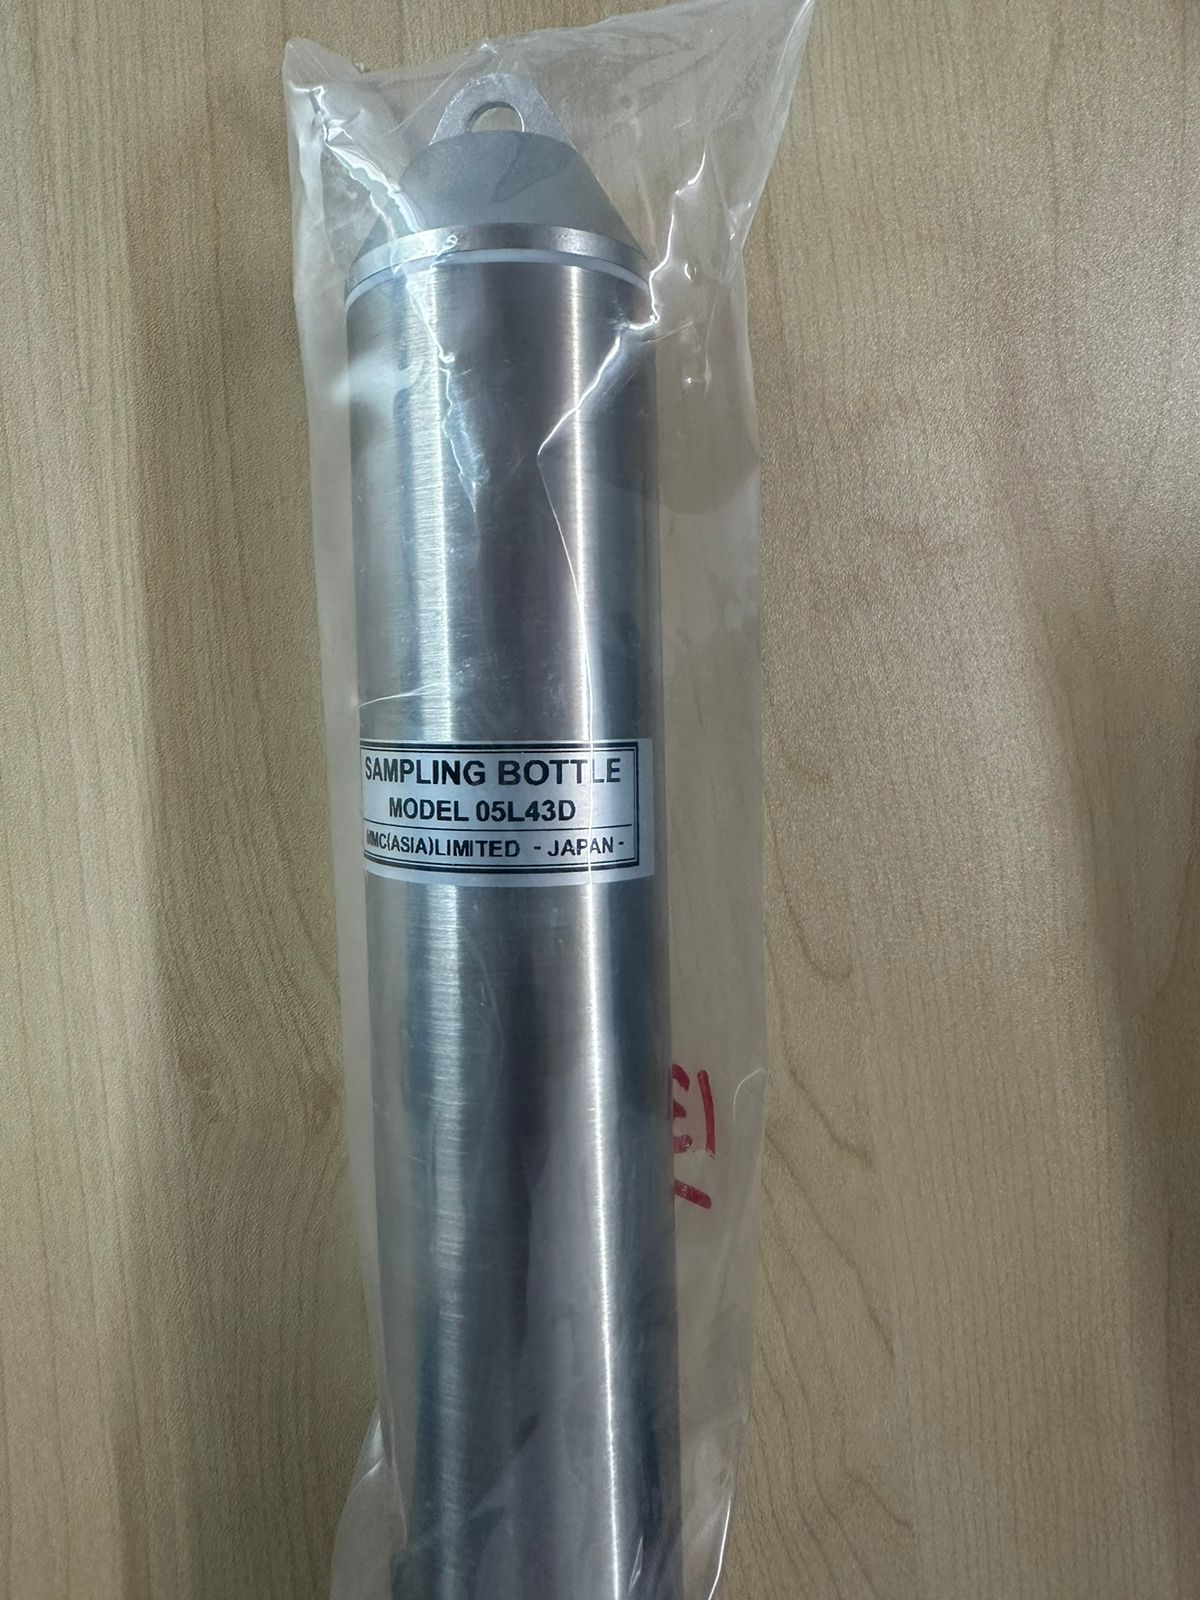 SAMPLING BOTTLE
MODEL 05L43D
MMC(ASIA)LIMITED - JAPAN -